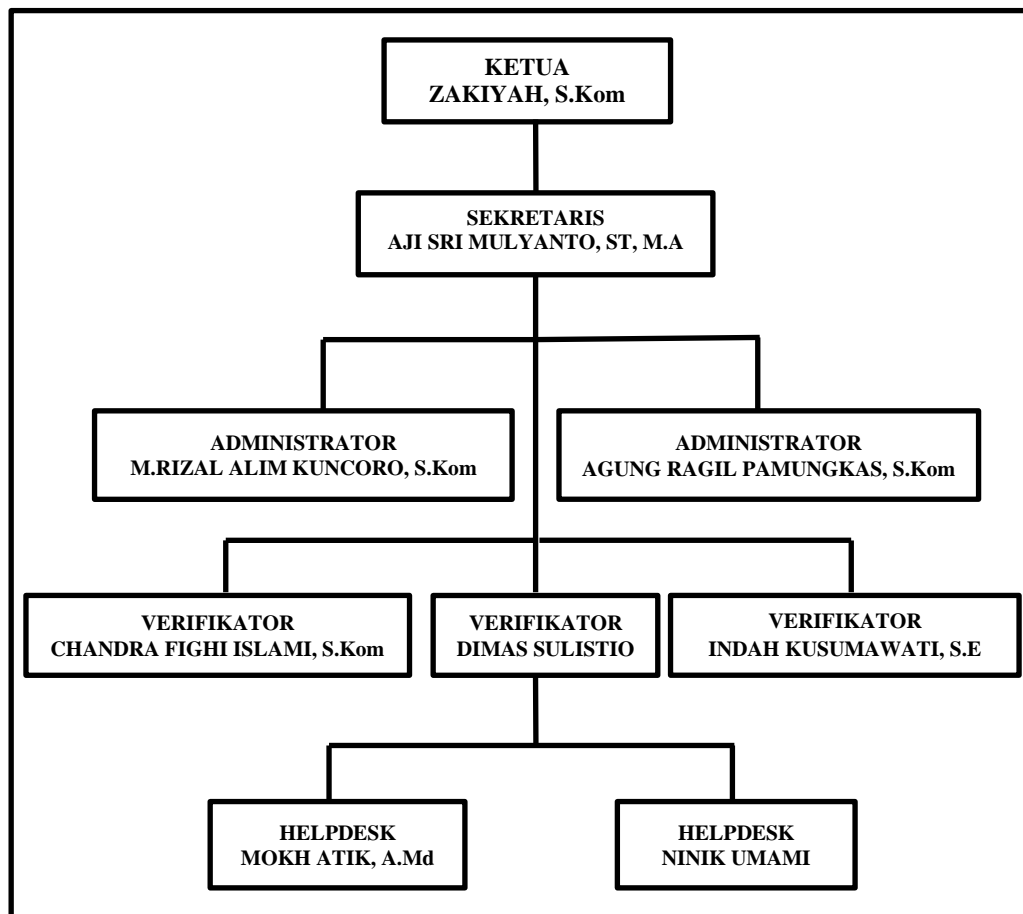 KETUA
ZAKIYAH, S.Kom
SEKRETARIS
AJI SRI MULYANTO, ST, M.A
ADMINISTRATOR
M.RIZAL ALIM KUNCORO, S.Kom
ADMINISTRATOR
AGUNG RAGIL PAMUNGKAS, S.Kom
VERIFIKATOR
CHANDRA FIGHI ISLAMI, S.Kom
VERIFIKATOR
DIMAS SULISTIO
VERIFIKATOR
INDAH KUSUMAWATI, S.E
HELPDESK
MOKH ATIK, A.Md
HELPDESK
NINIK UMAMI